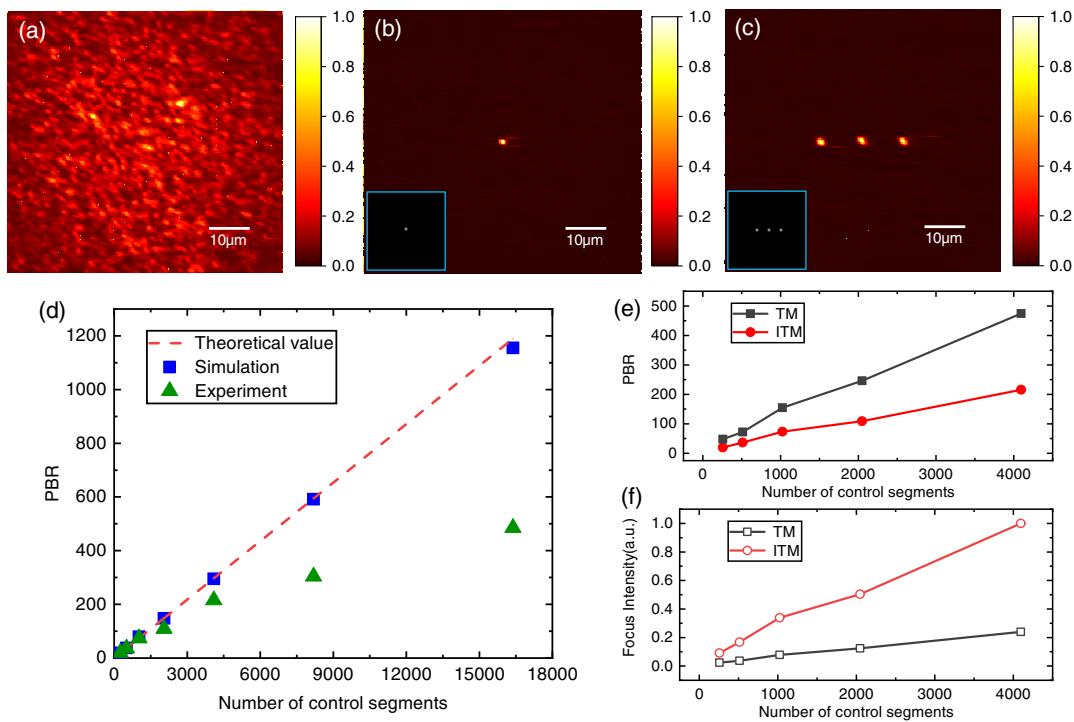 (a)
10μm
1.0
0.8
0.6
0.4
0.2
0.0
(b)
10μm
1.0
0.8
0.6
0.4
0.2
0.0
(c)
10μm
1.0
0.8
0.6
0.4
0.2
0.0
(d)
PBR
1200
1000
800
600
400
200
0
Theoretical value
Simulation
Experiment
0 3000 6000 9000 12000 15000 18000
Number of control segments
(e)
PBR
500
400
300
200
100
0
TM
ITM
0 1000 2000 3000 4000
Number of control segments
(f)
Focus Intensity(a.u.)
1.0
0.8
0.6
0.4
0.2
0.0
TM
ITM
0 1000 2000 3000 4000
Number of control segments